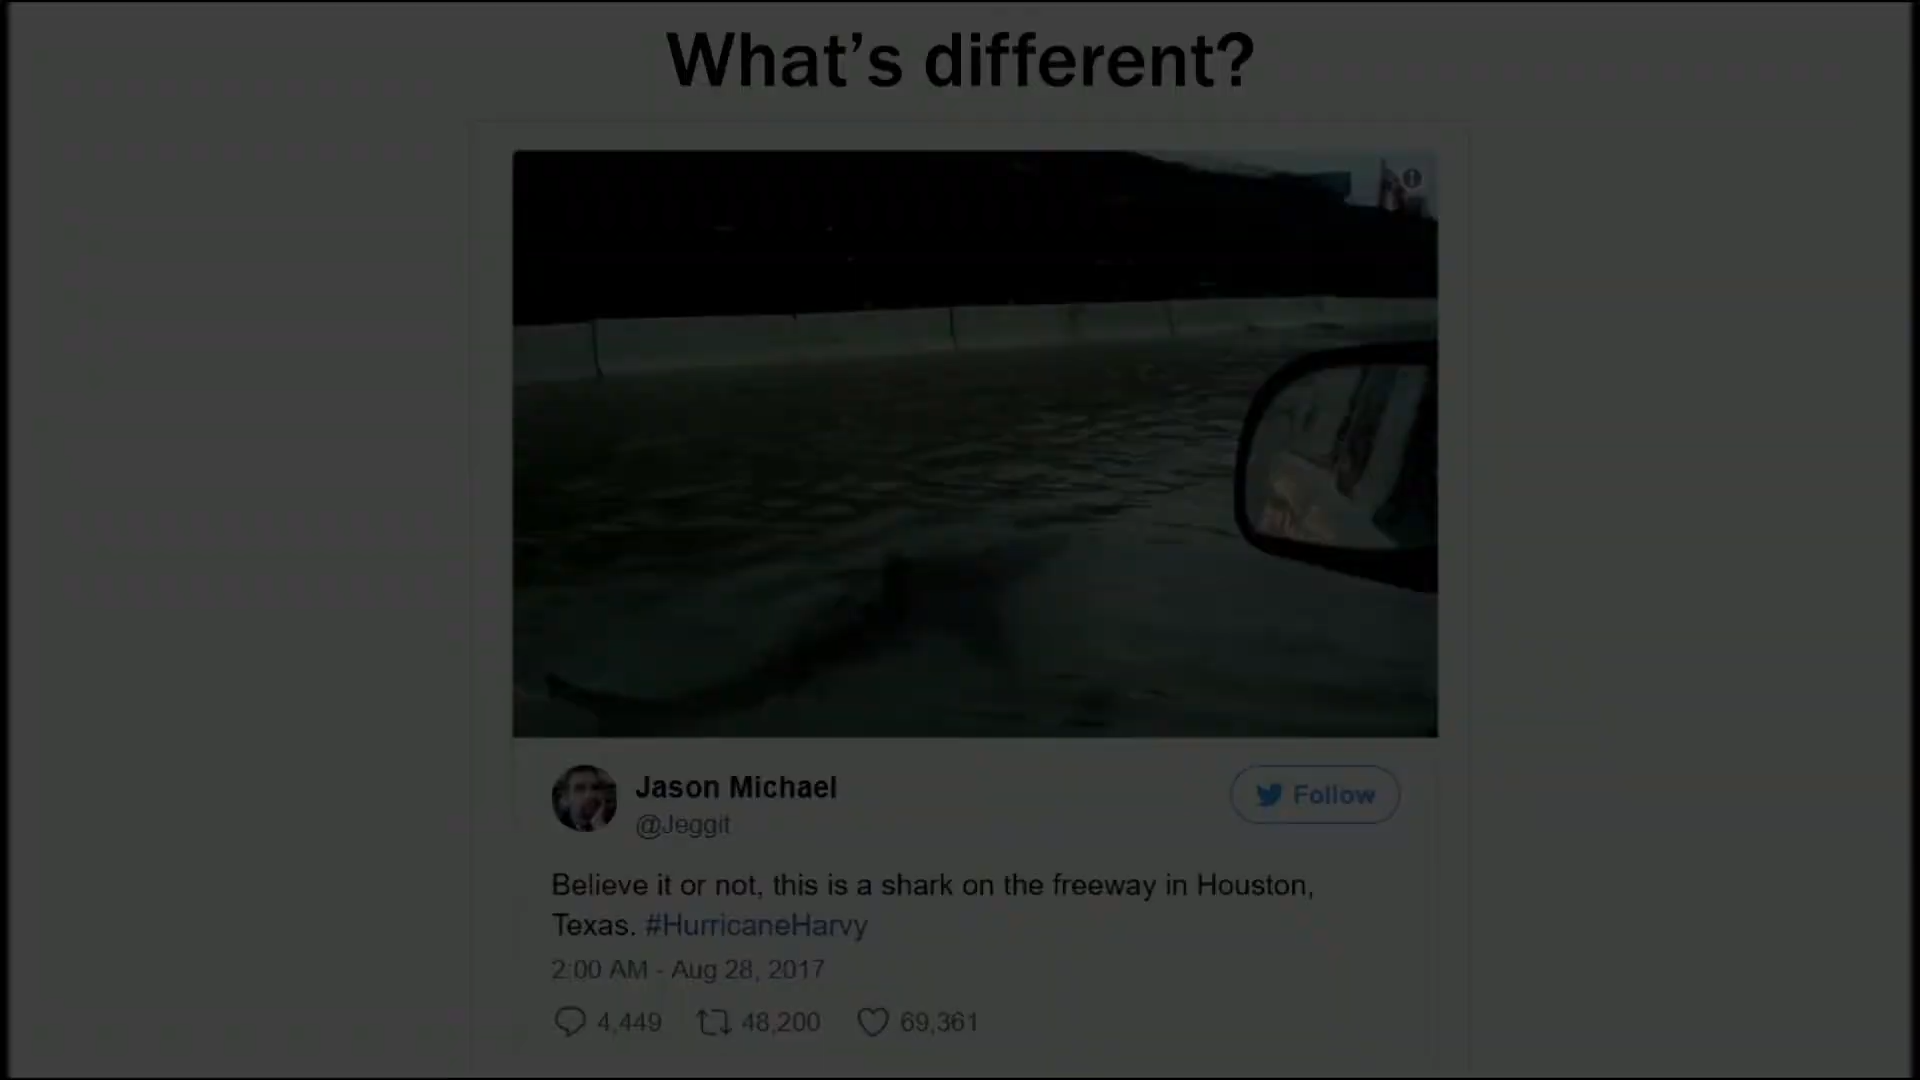 What's different?
Jason Michael
@Jeggit
Follow
Believe it or not, this is a shark on the freeway in Houston,
Texas. #HurricaneHarvy
2:00 AM - Aug 28, 2017
4,449 48,200 69,361